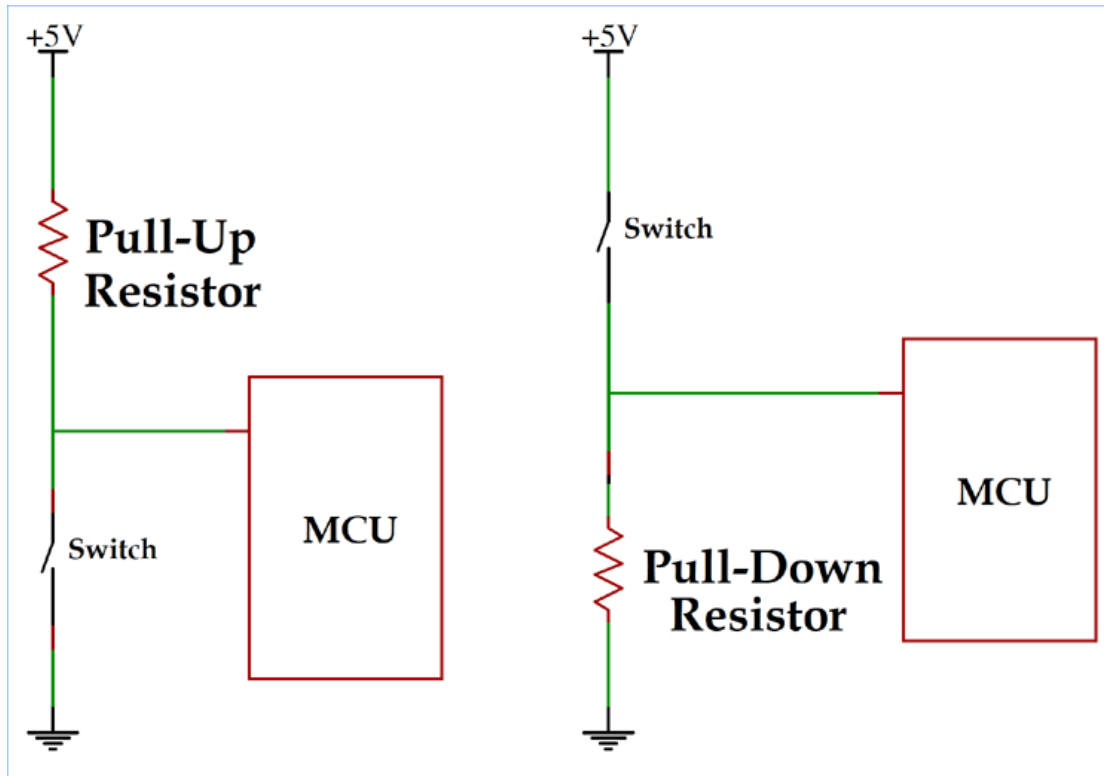 +5V
Pull-Up
Resistor
MCU
Switch
+5V
Switch
MCU
Pull-Down
Resistor